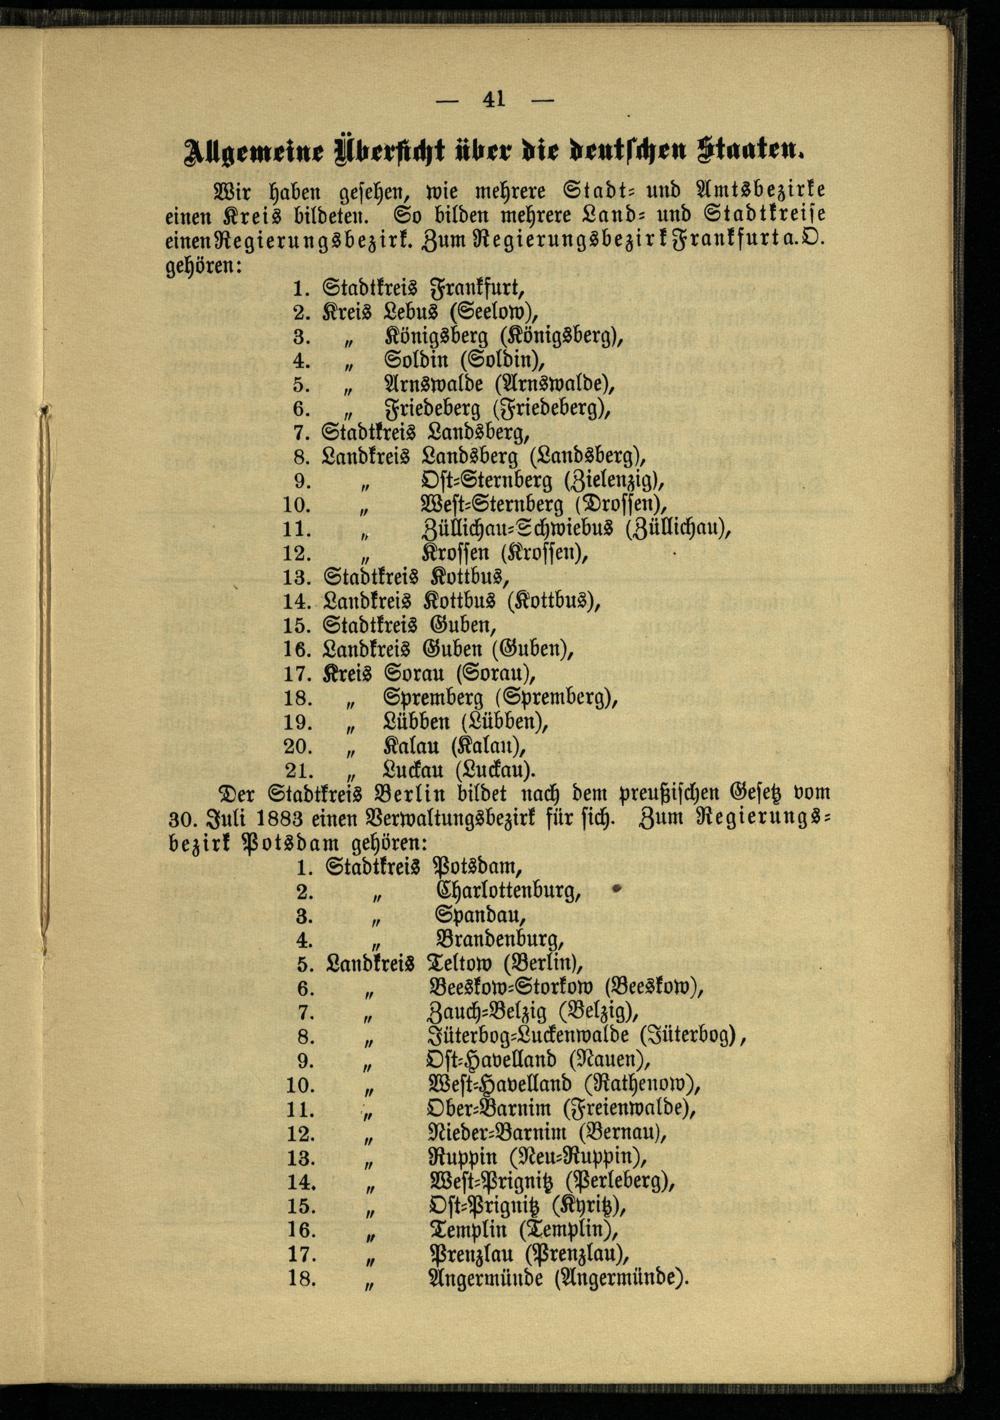 — 41 —
Allgemeine Übersicht über die deutschen Staaten.
Wir haben gesehen, wie mehrere Stadt- und Amtsbezirke
einen Kreis bildeten. So bilden mehrere Land- und Stadtkreise
einen Regierungsbezirk. Zum Regierungsbezirk Frankfurt a. O.
gehören:
1. Stadtkreis Frankfurt,
2. Kreis Lebus (Seelow),
3. „ Königsberg (Königsberg),
4. „ Soldin (Soldin),
5. „ Arnswalde (Arnswalde),
6. „ Friedeberg (Friedeberg),
7. Stadtkreis Landsberg,
8. Landkreis Landsberg (Landsberg),
9. „ Ost-Sternberg (Zielenzig),
10. „ West-Sternberg (Drossen),
11. „ Züllichau-Schwiebus (Züllichau),
12. „ Krossen (Krossen),
13. Stadtkreis Kottbus,
14. Landkreis Kottbus (Kottbus),
15. Stadtkreis Guben,
16. Landkreis Guben (Guben),
17. Kreis Sorau (Sorau),
18. „ Spremberg (Spremberg),
19. „ Lübben (Lübben),
20. „ Kalau (Kalau),
21. „ Luckau (Luckau).
Der Stadtkreis Berlin bildet nach dem preußischen Gesetz vom
30. Juli 1883 einen Verwaltungsbezirk für sich. Zum Regierungs-
bezirk Potsdam gehören:
1. Stadtkreis Potsdam,
2. „ Charlottenburg,
3. „ Spandau,
4. „ Brandenburg,
5. Landkreis Teltow (Berlin),
6. „ Beeskow-Storkow (Beeskow),
7. „ Zauch-Belzig (Belzig),
8. „ Jüterbog-Luckenwalde (Jüterbog),
9. „ Ost-Havelland (Nauen),
10. „ West-Havelland (Rathenow),
11. „ Ober-Barnim (Freienwalde),
12. „ Nieder-Barnim (Bernau),
13. „ Ruppin (Neu-Ruppin),
14. „ West-Prignitz (Perleberg),
15. „ Ost-Prignitz (Kyritz),
16. „ Templin (Templin),
17. „ Prenzlau (Prenzlau),
18. „ Angermünde (Angermünde).